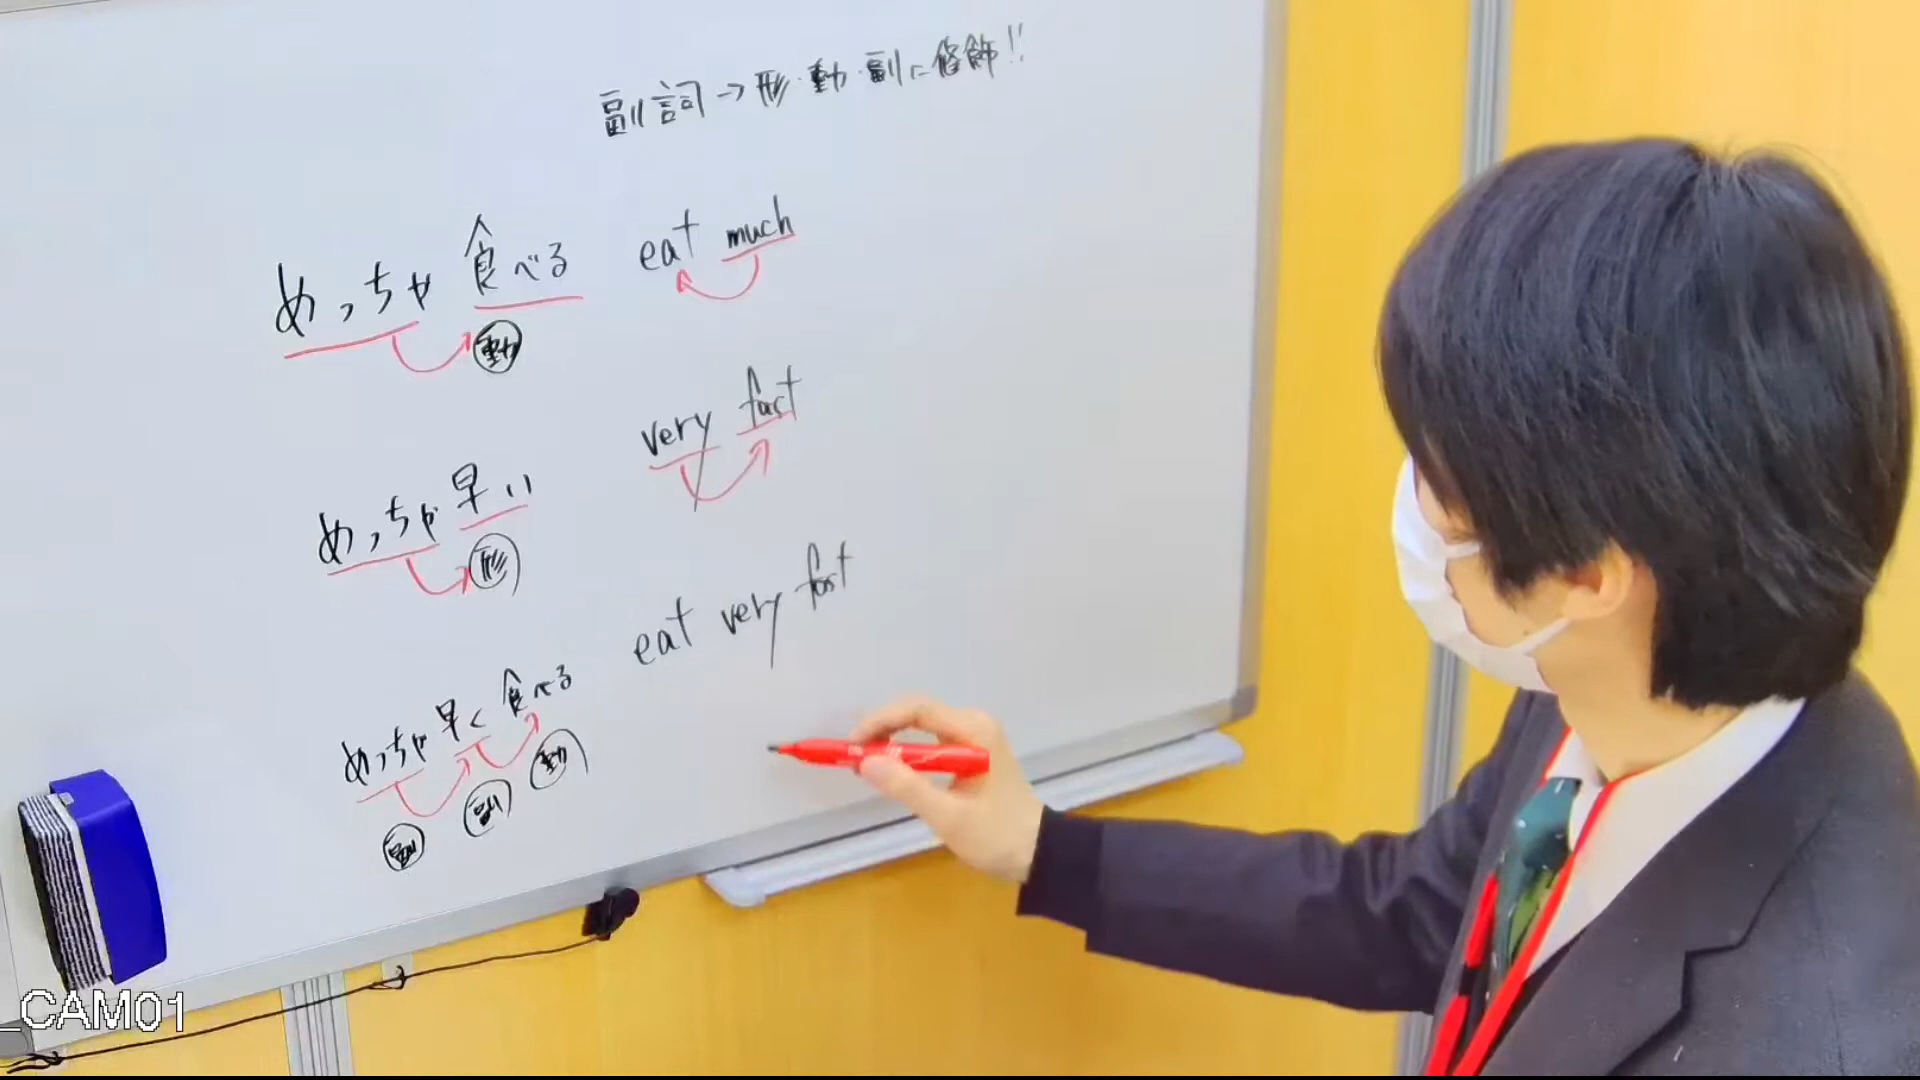 副詞→形・動・副に修飾!!
めっちゃ食べる eat much
動
めっちゃ早い very fast
形
めっちゃ早く食べる eat very fast
副 副 動
_CAM01